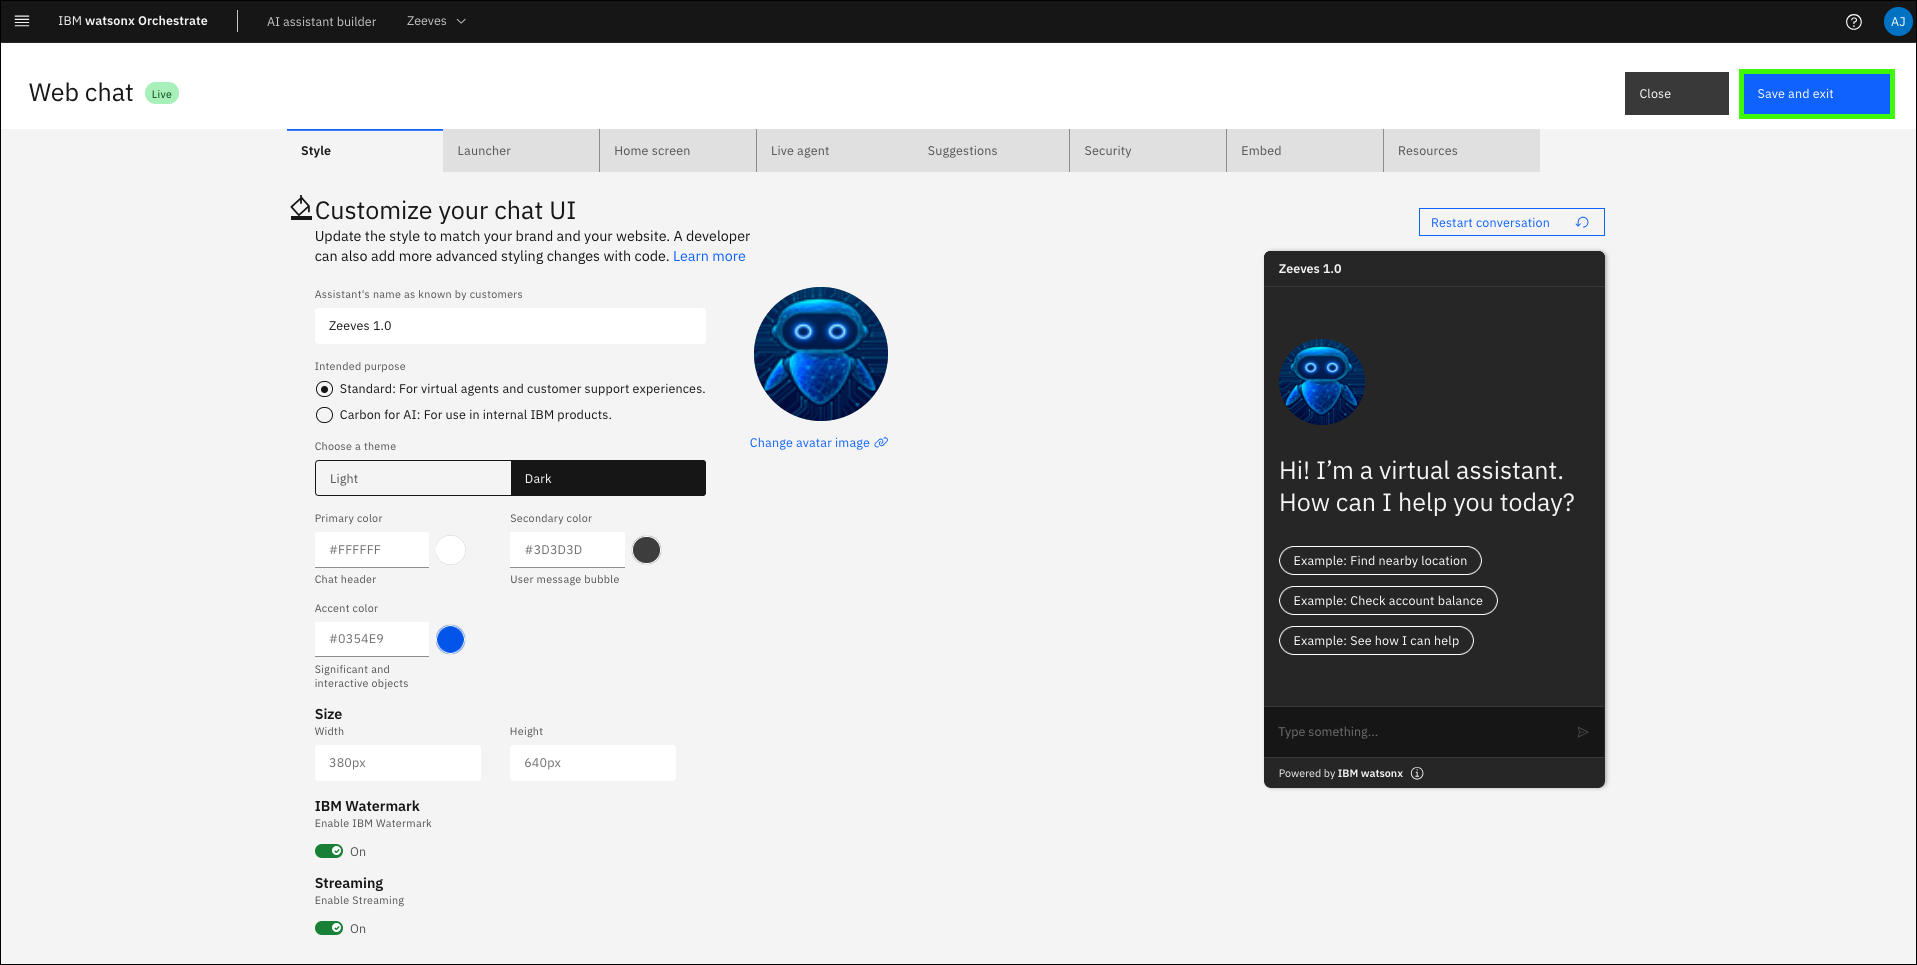 IBM watsonx Orchestrate
AI assistant builder
Zeeves
AJ
Web chat
Live
Close
Save and exit
Style
Launcher
Home screen
Live agent
Suggestions
Security
Embed
Resources
Customize your chat UI
Update the style to match your brand and your website. A developer
can also add more advanced styling changes with code. Learn more
Assistant's name as known by customers
Zeeves 1.0
Intended purpose
Standard: For virtual agents and customer support experiences.
Carbon for AI: For use in internal IBM products.
Change avatar image
Choose a theme
Light
Dark
Primary color
#FFFFFF
Chat header
Secondary color
#3D3D3D
User message bubble
Accent color
#0354E9
Significant and
interactive objects
Size
Width
380px
Height
640px
IBM Watermark
Enable IBM Watermark
On
Streaming
Enable Streaming
On
Restart conversation
Zeeves 1.0
Hi! I'm a virtual assistant.
How can I help you today?
Example: Find nearby location
Example: Check account balance
Example: See how I can help
Type something...
Powered by IBM watsonx